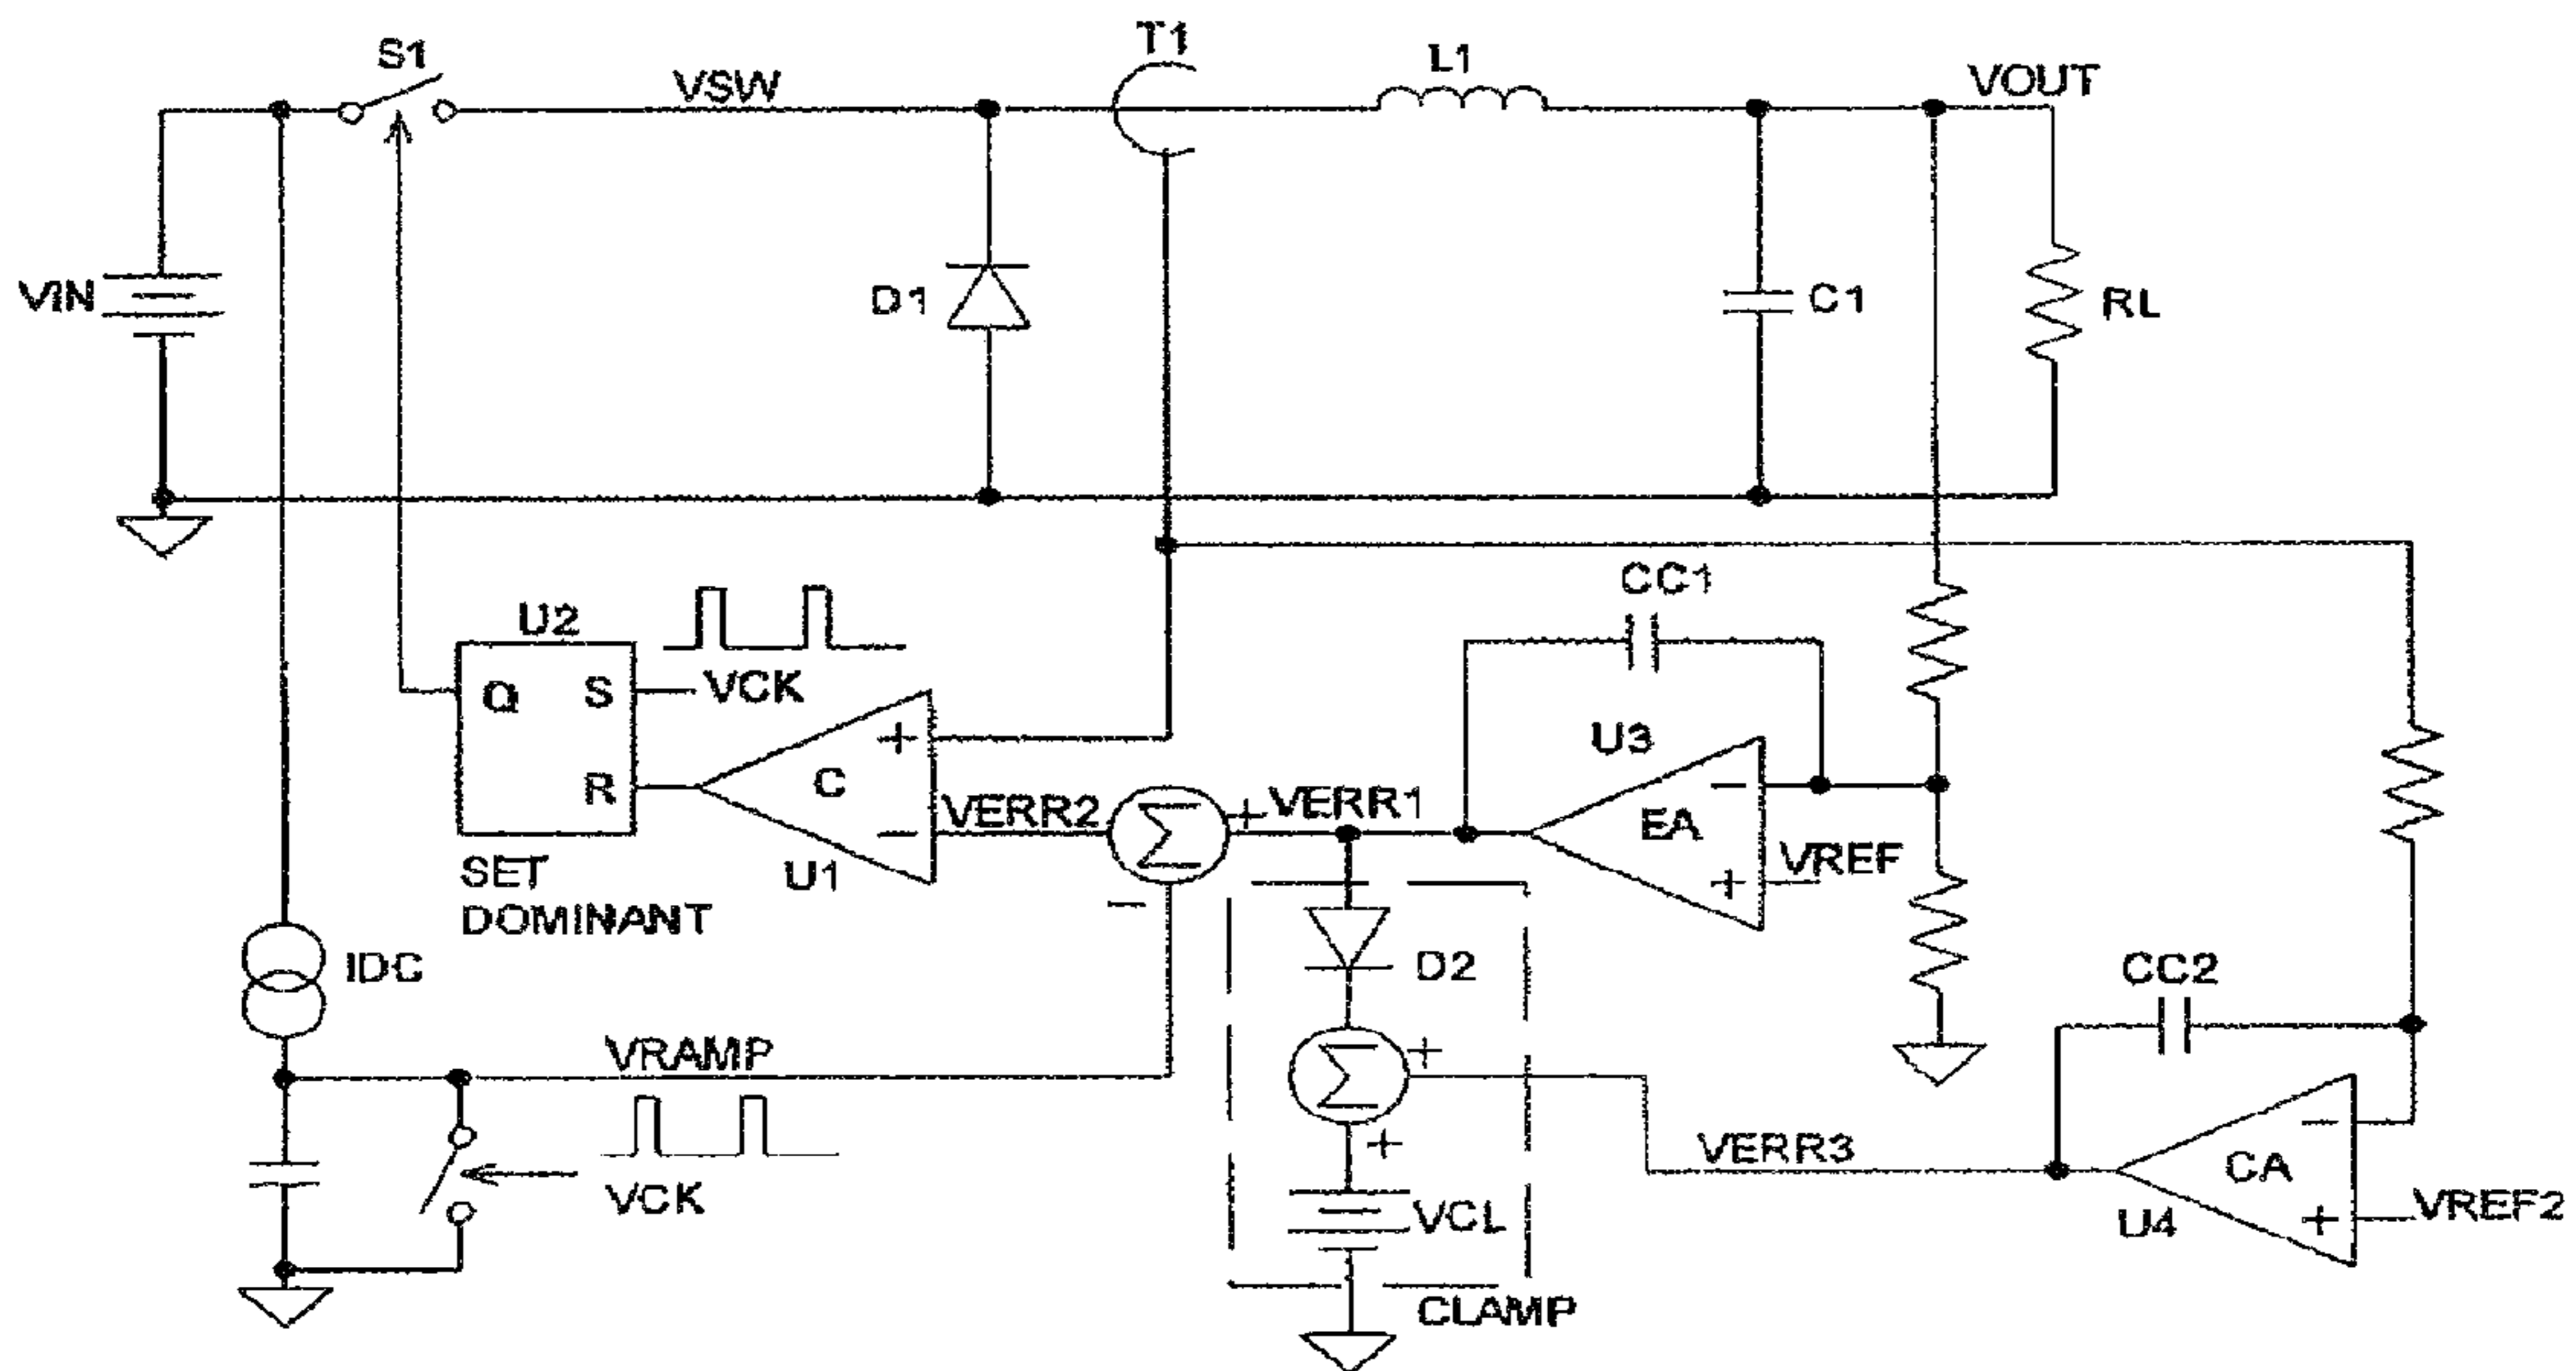 S1
T1
L1
VSW
VOUT
VIN
D1
C1
RL
U2
Q
S
R
VCK
SET
DOMINANT
C
+
−
U1
VERR2
Σ
+
−
VERR1
CC1
U3
EA
−
+
VREF
IDC
VRAMP
VCK
D2
Σ
+
+
VCL
CLAMP
VERR3
CC2
CA
−
+
U4
VREF2